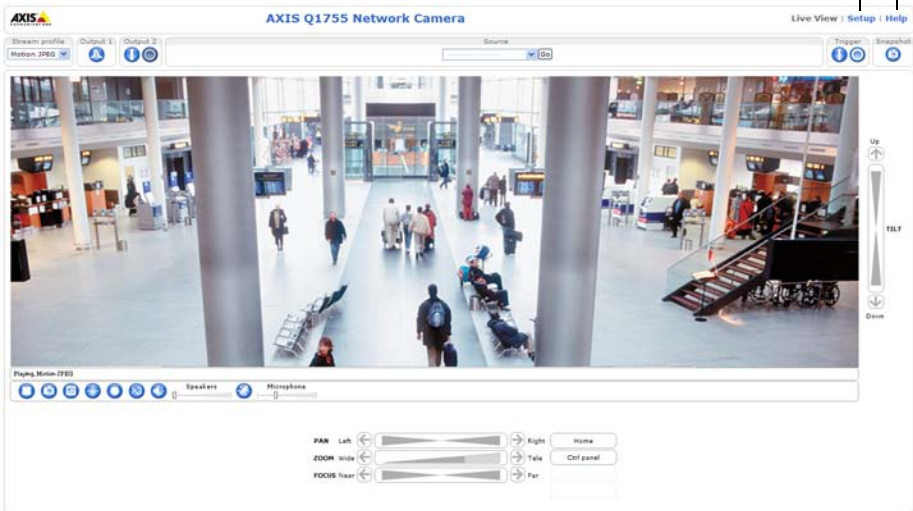 AXIS
COMMUNICATIONS
AXIS Q1755 Network Camera
Live View | Setup | Help
Stream profile
Output 1
Output 2
Source
Trigger
Snapshot
Motion JPEG
Go
Up
TILT
Down
Playing, Motion JPEG
Speakers
Microphone
PAN Left
Right
Home
ZOOM Wide
Tele
Ctrl panel
FOCUS Near
Far